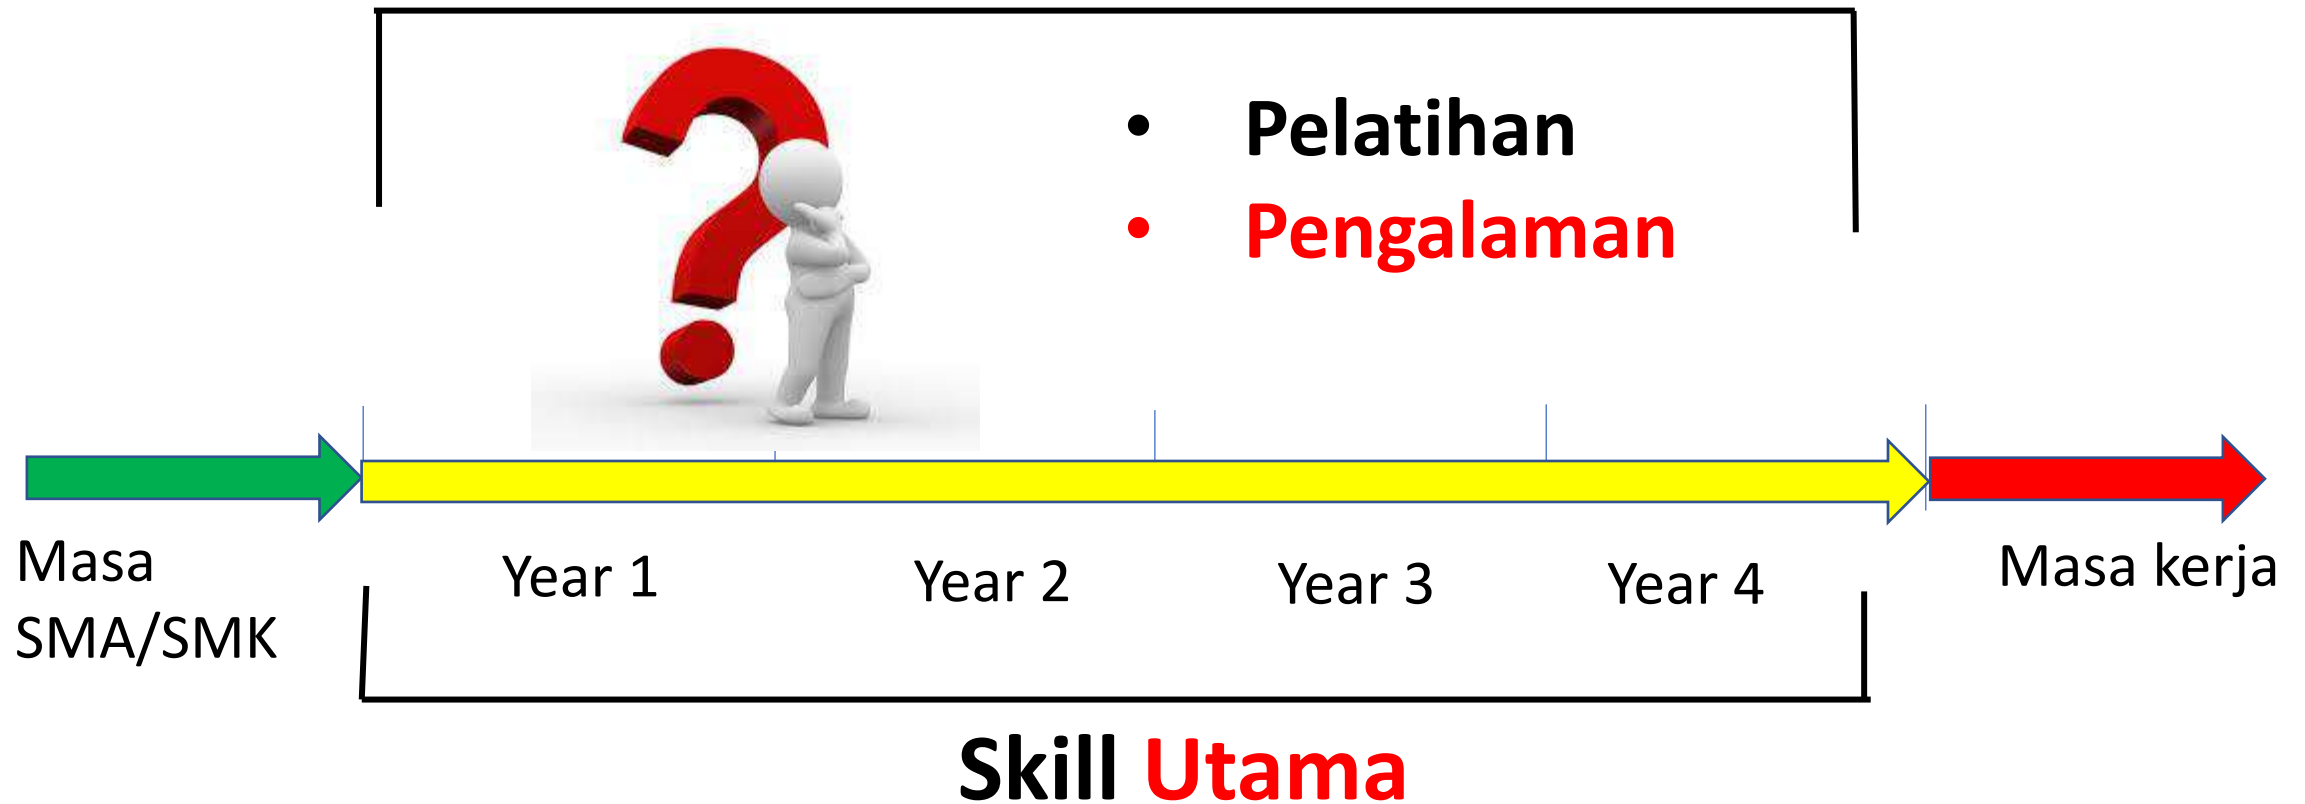 • Pelatihan
• Pengalaman
Masa
SMA/SMK
Year 1
Year 2
Year 3
Year 4
Masa kerja
Skill Utama